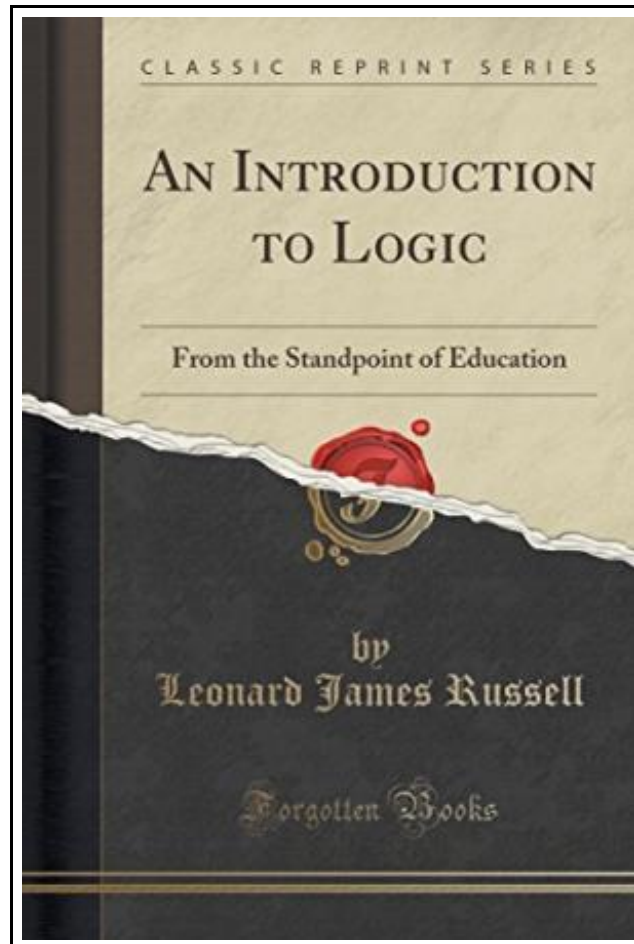 CLASSIC REPRINT SERIES
AN INTRODUCTION
TO LOGIC
From the Standpoint of Education
by
Leonard James Russell
Forgotten Books